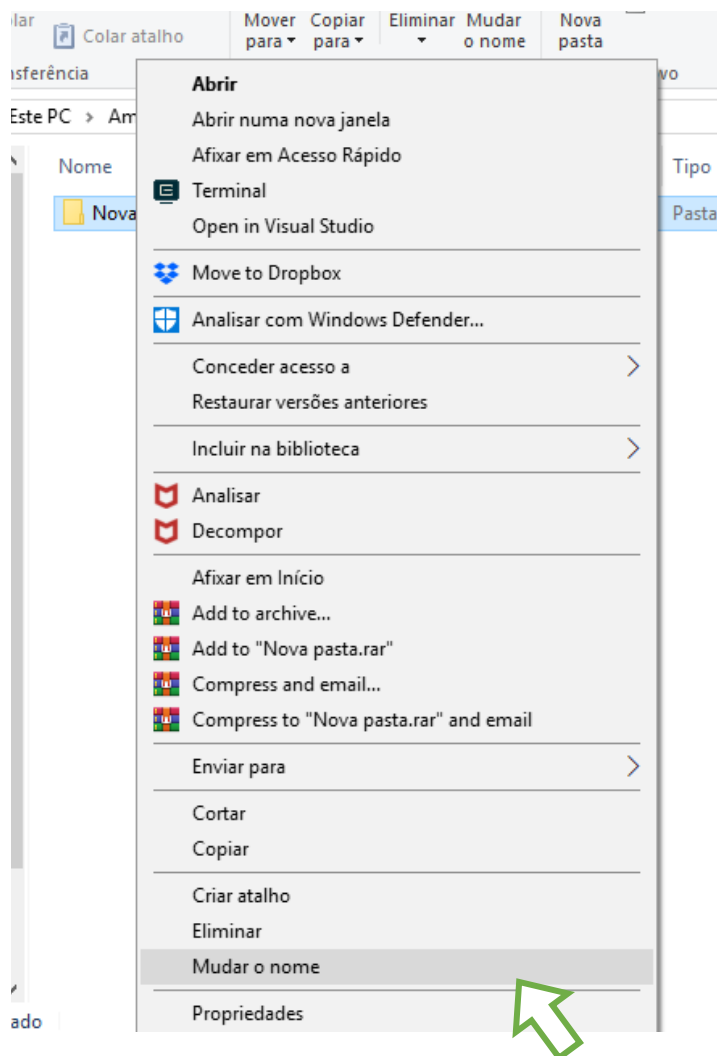 Colar atalho
Mover para
Copiar para
Eliminar
Mudar o nome
Nova pasta
Este PC > Am
Nome
Tipo
Nova
Pasta
Abrir
Abrir numa nova janela
Afixar em Acesso Rápido
Terminal
Open in Visual Studio
Move to Dropbox
Analisar com Windows Defender...
Conceder acesso a
Restaurar versões anteriores
Incluir na biblioteca
Analisar
Decompor
Afixar em Início
Add to archive...
Add to "Nova pasta.rar"
Compress and email...
Compress to "Nova pasta.rar" and email
Enviar para
Cortar
Copiar
Criar atalho
Eliminar
Mudar o nome
Propriedades
ado